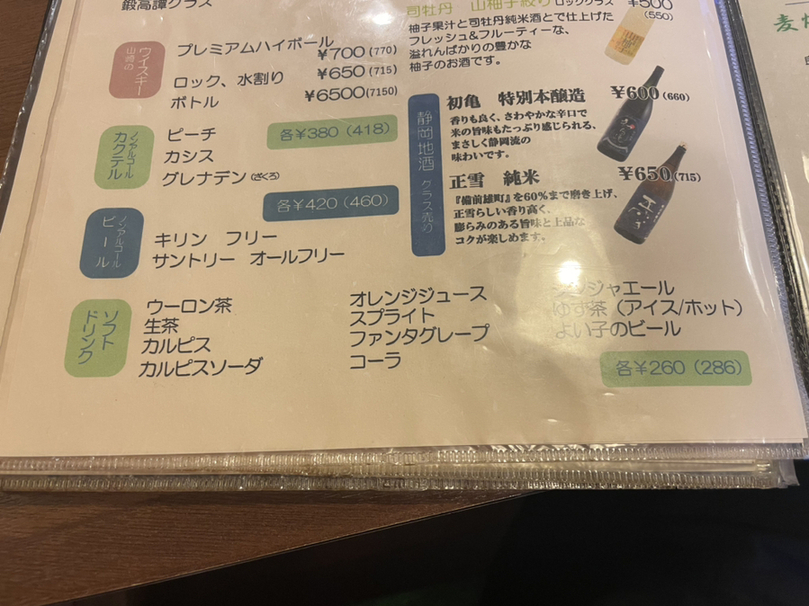 鍛高譚グラス
山崎の
ウイスキー
プレミアムハイボール
¥700(770)
ロック、水割り
¥650(715)
ボトル
¥6500(7150)
ノンアルコール
カクテル
ピーチ
カシス
グレナデン(ざくろ)
各¥380(418)
ノンアルコール
ビール
各¥420(460)
キリン フリー
サントリー オールフリー
ソフト
ドリンク
ウーロン茶
生茶
カルピス
カルピスソーダ
オレンジジュース
スプライト
ファンタグレープ
コーラ
ジンジャエール
ゆず茶(アイス/ホット)
よい子のビール
各¥260(286)
司牡丹 山柚子絞り ロックグラス
¥500
(550)
柚子果汁と司牡丹純米酒とで仕上げた
フレッシュ&フルーティーな、
溢れんばかりの豊かな
柚子のお酒です。
静岡地酒 グラス売り
初亀 特別本醸造
¥600(660)
香りも良く、さわやかな辛口で
米の旨味もたっぷり感じられる、
まさしく静岡流の
味わいです。
正雪 純米
¥650(715)
『備前雄町』を60%まで磨き上げ、
正雪らしい香り高く、
膨らみのある旨味と上品な
コクが楽しめます。